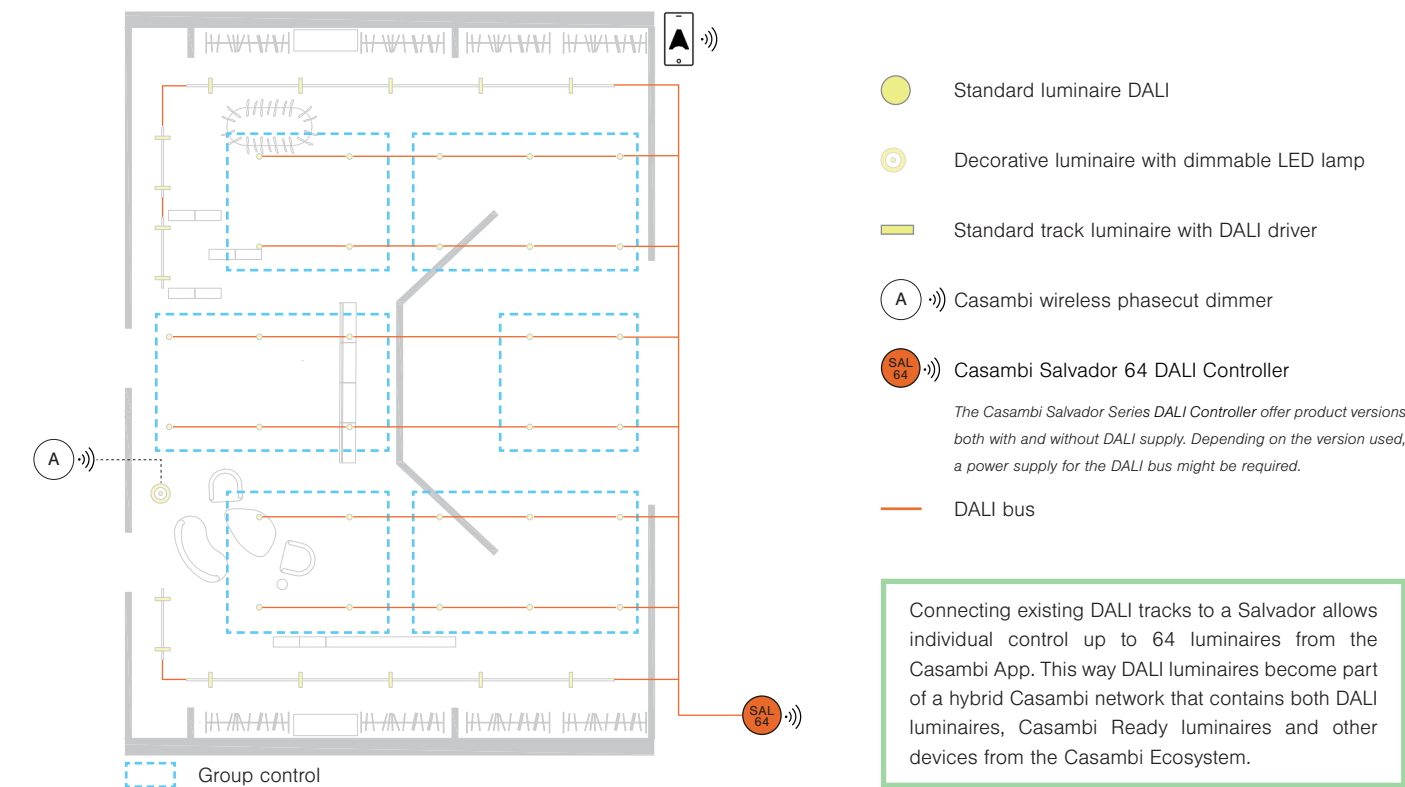 Standard luminaire DALI
Decorative luminaire with dimmable LED lamp
Standard track luminaire with DALI driver
A
Casambi wireless phasecut dimmer
SAL
64
Casambi Salvador 64 DALI Controller
The Casambi Salvador Series DALI Controller offer product versions
both with and without DALI supply. Depending on the version used,
a power supply for the DALI bus might be required.
A
DALI bus
Connecting existing DALI tracks to a Salvador allows
individual control up to 64 luminaires from the
Casambi App. This way DALI luminaires become part
of a hybrid Casambi network that contains both DALI
luminaires, Casambi Ready luminaires and other
devices from the Casambi Ecosystem.
SAL
64
Group control